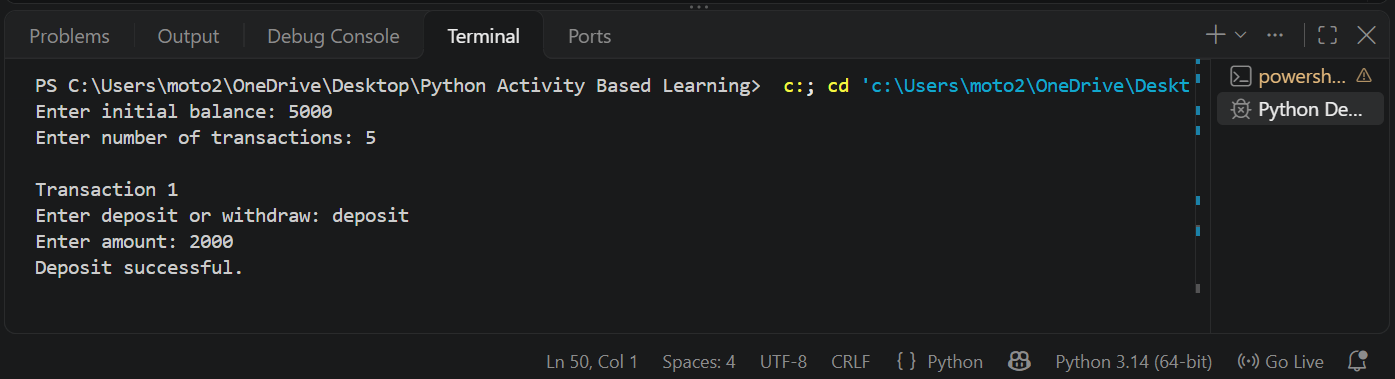 Problems Output Debug Console Terminal Ports
PS C:\Users\moto2\OneDrive\Desktop\Python Activity Based Learning>  c:; cd 'c:\Users\moto2\OneDrive\Deskt
Enter initial balance: 5000
Enter number of transactions: 5
Transaction 1
Enter deposit or withdraw: deposit
Enter amount: 2000
Deposit successful.
powersh...
Python De...
Ln 50, Col 1 Spaces: 4 UTF-8 CRLF {} Python Python 3.14 (64-bit) Go Live